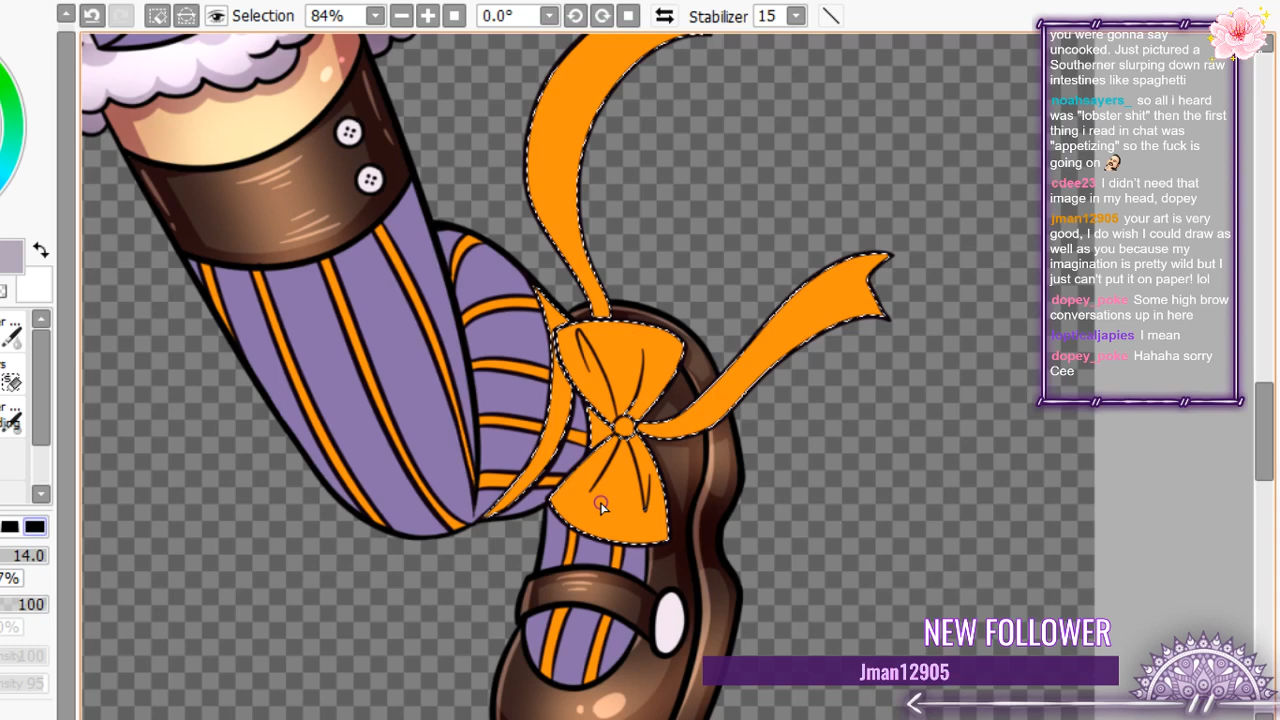 Selection 84% 0.0° Stabilizer 15
you were gonna say
uncooked. Just pictured a
Southerner slurping down raw
intestines like spaghetti
noahsayers_ so all i heard
was "lobster shit" then the first
thing i read in chat was
"appetizing" so the fuck is
going on
cdee23 I didn't need that
image in my head, dopey
jman12905 your art is very
good, I do wish I could draw as
well as you because my
imagination is pretty wild but I
just can't put it on paper! lol
dopey_poke Some high brow
conversations up in here
I mean
dopey_poke Hahaha sorry
Cee
14.0
100
100
95
NEW FOLLOWER
Jman12905